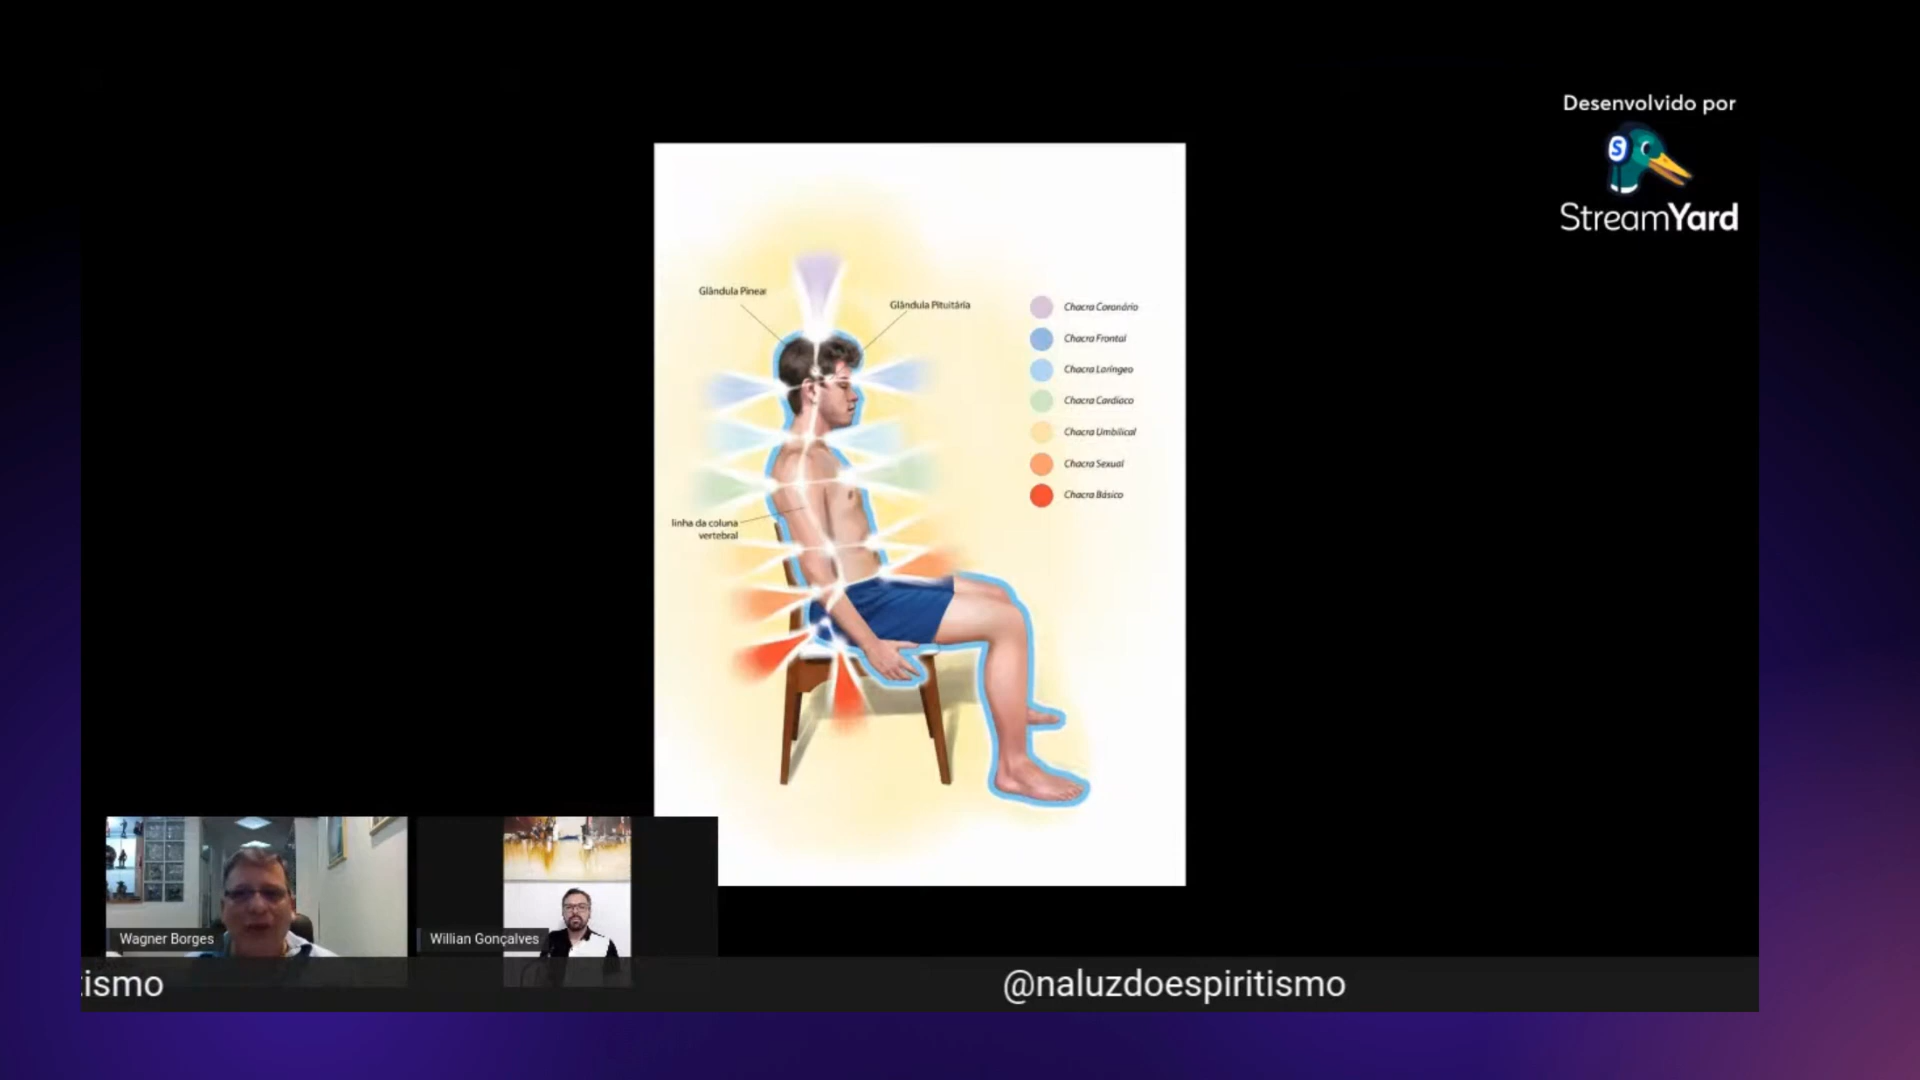 Desenvolvido por
S
StreamYard
Glândula Pinear
Glândula Pituitária
Chacra Coronário
Chacra Frontal
Chacra Laríngeo
Chacra Cardíaco
Chacra Umbilical
Chacra Sexual
Chacra Básico
linha da coluna
vertebral
Wagner Borges
Willian Gonçalves
tismo
@naluzdoespiritismo